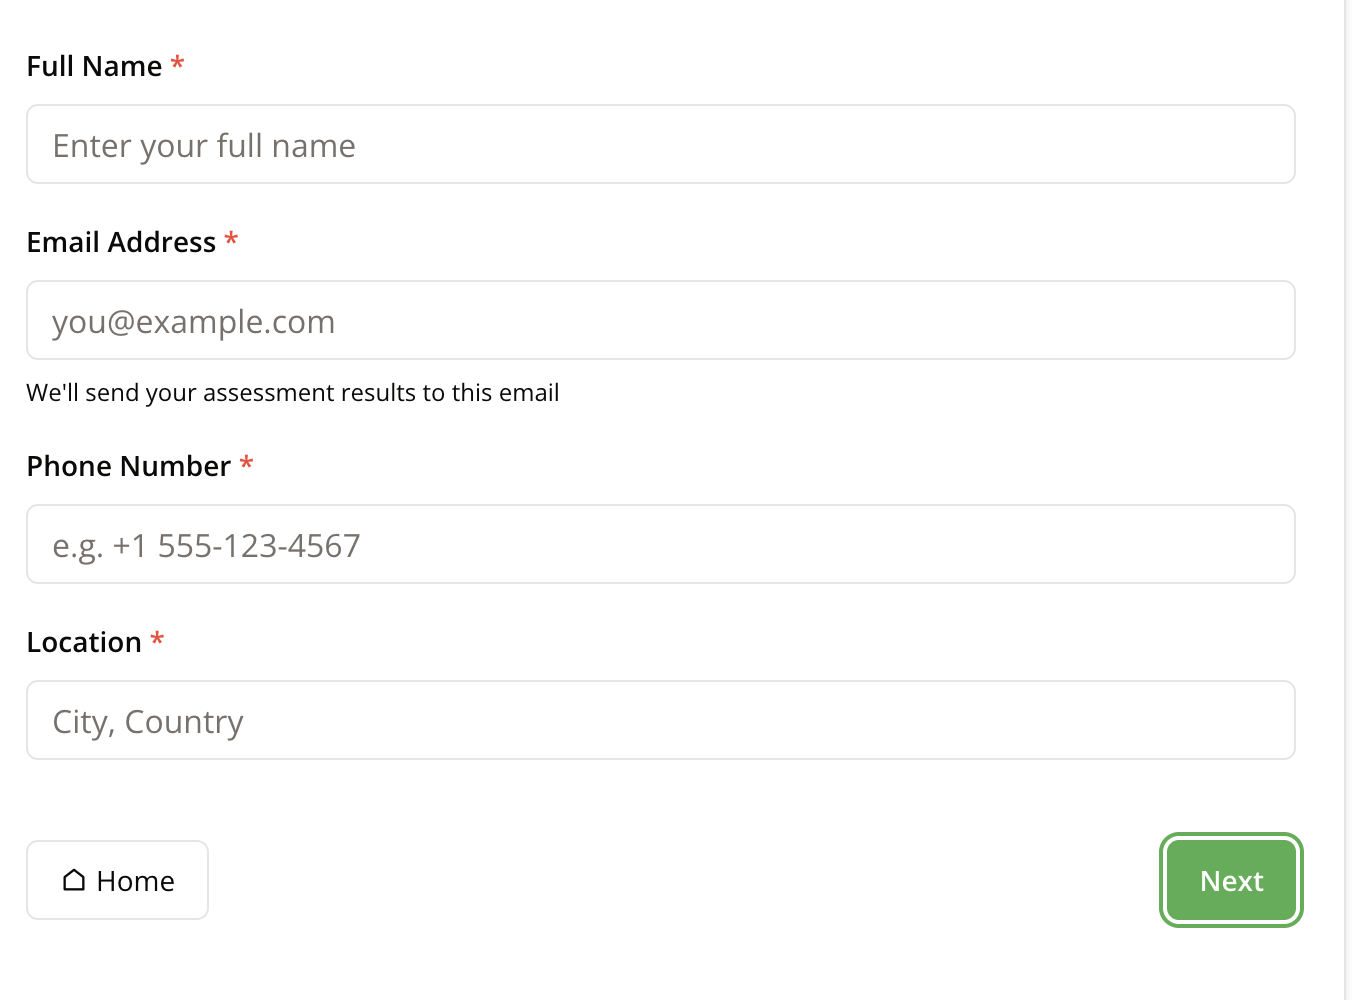 Full Name *
Enter your full name
Email Address *
you@example.com
We'll send your assessment results to this email
Phone Number *
e.g. +1 555-123-4567
Location *
City, Country
Home
Next